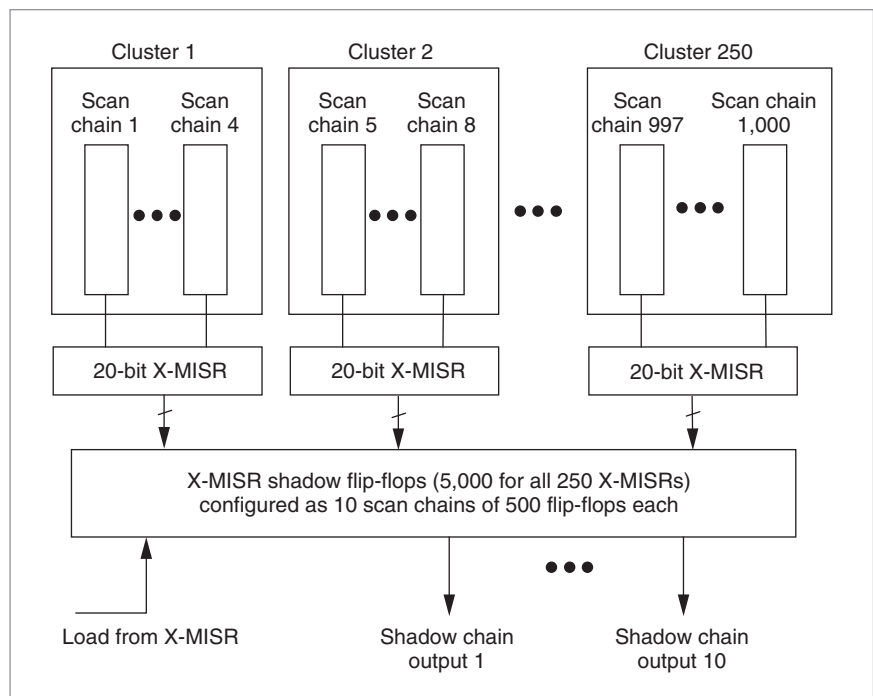 Cluster 1
Cluster 2
Cluster 250
Scan
chain 1
Scan
chain 4
Scan
chain 5
Scan
chain 8
Scan
chain 997
Scan chain
1,000
20-bit X-MISR
20-bit X-MISR
20-bit X-MISR
X-MISR shadow flip-flops (5,000 for all 250 X-MISRs)
configured as 10 scan chains of 500 flip-flops each
Load from X-MISR
Shadow chain
output 1
Shadow chain
output 10